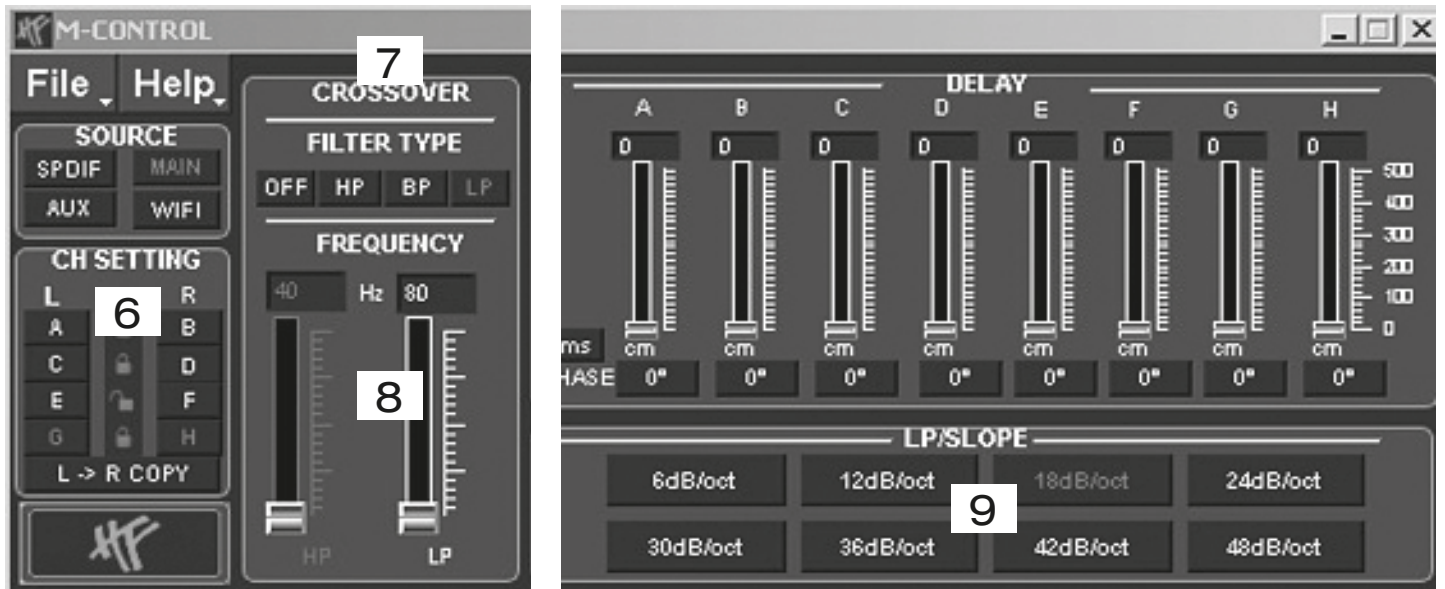 HF M-CONTROL
File Help
SOURCE
SPDIF MAIN
AUX WIFI
CH SETTING
L R
6
A B
C D
E F
G H
L -> R COPY
HF
7
CROSSOVER
FILTER TYPE
OFF HP BP LP
FREQUENCY
40 Hz 80
8
HP LP
DELAY
A B C D E F G H
0 0 0 0 0 0 0 0
500
400
300
200
100
0
ms cm cm cm cm cm cm cm cm
HASE 0° 0° 0° 0° 0° 0° 0° 0°
LP/SLOPE
6dB/oct 12dB/oct 18dB/oct 24dB/oct
9
30dB/oct 36dB/oct 42dB/oct 48dB/oct